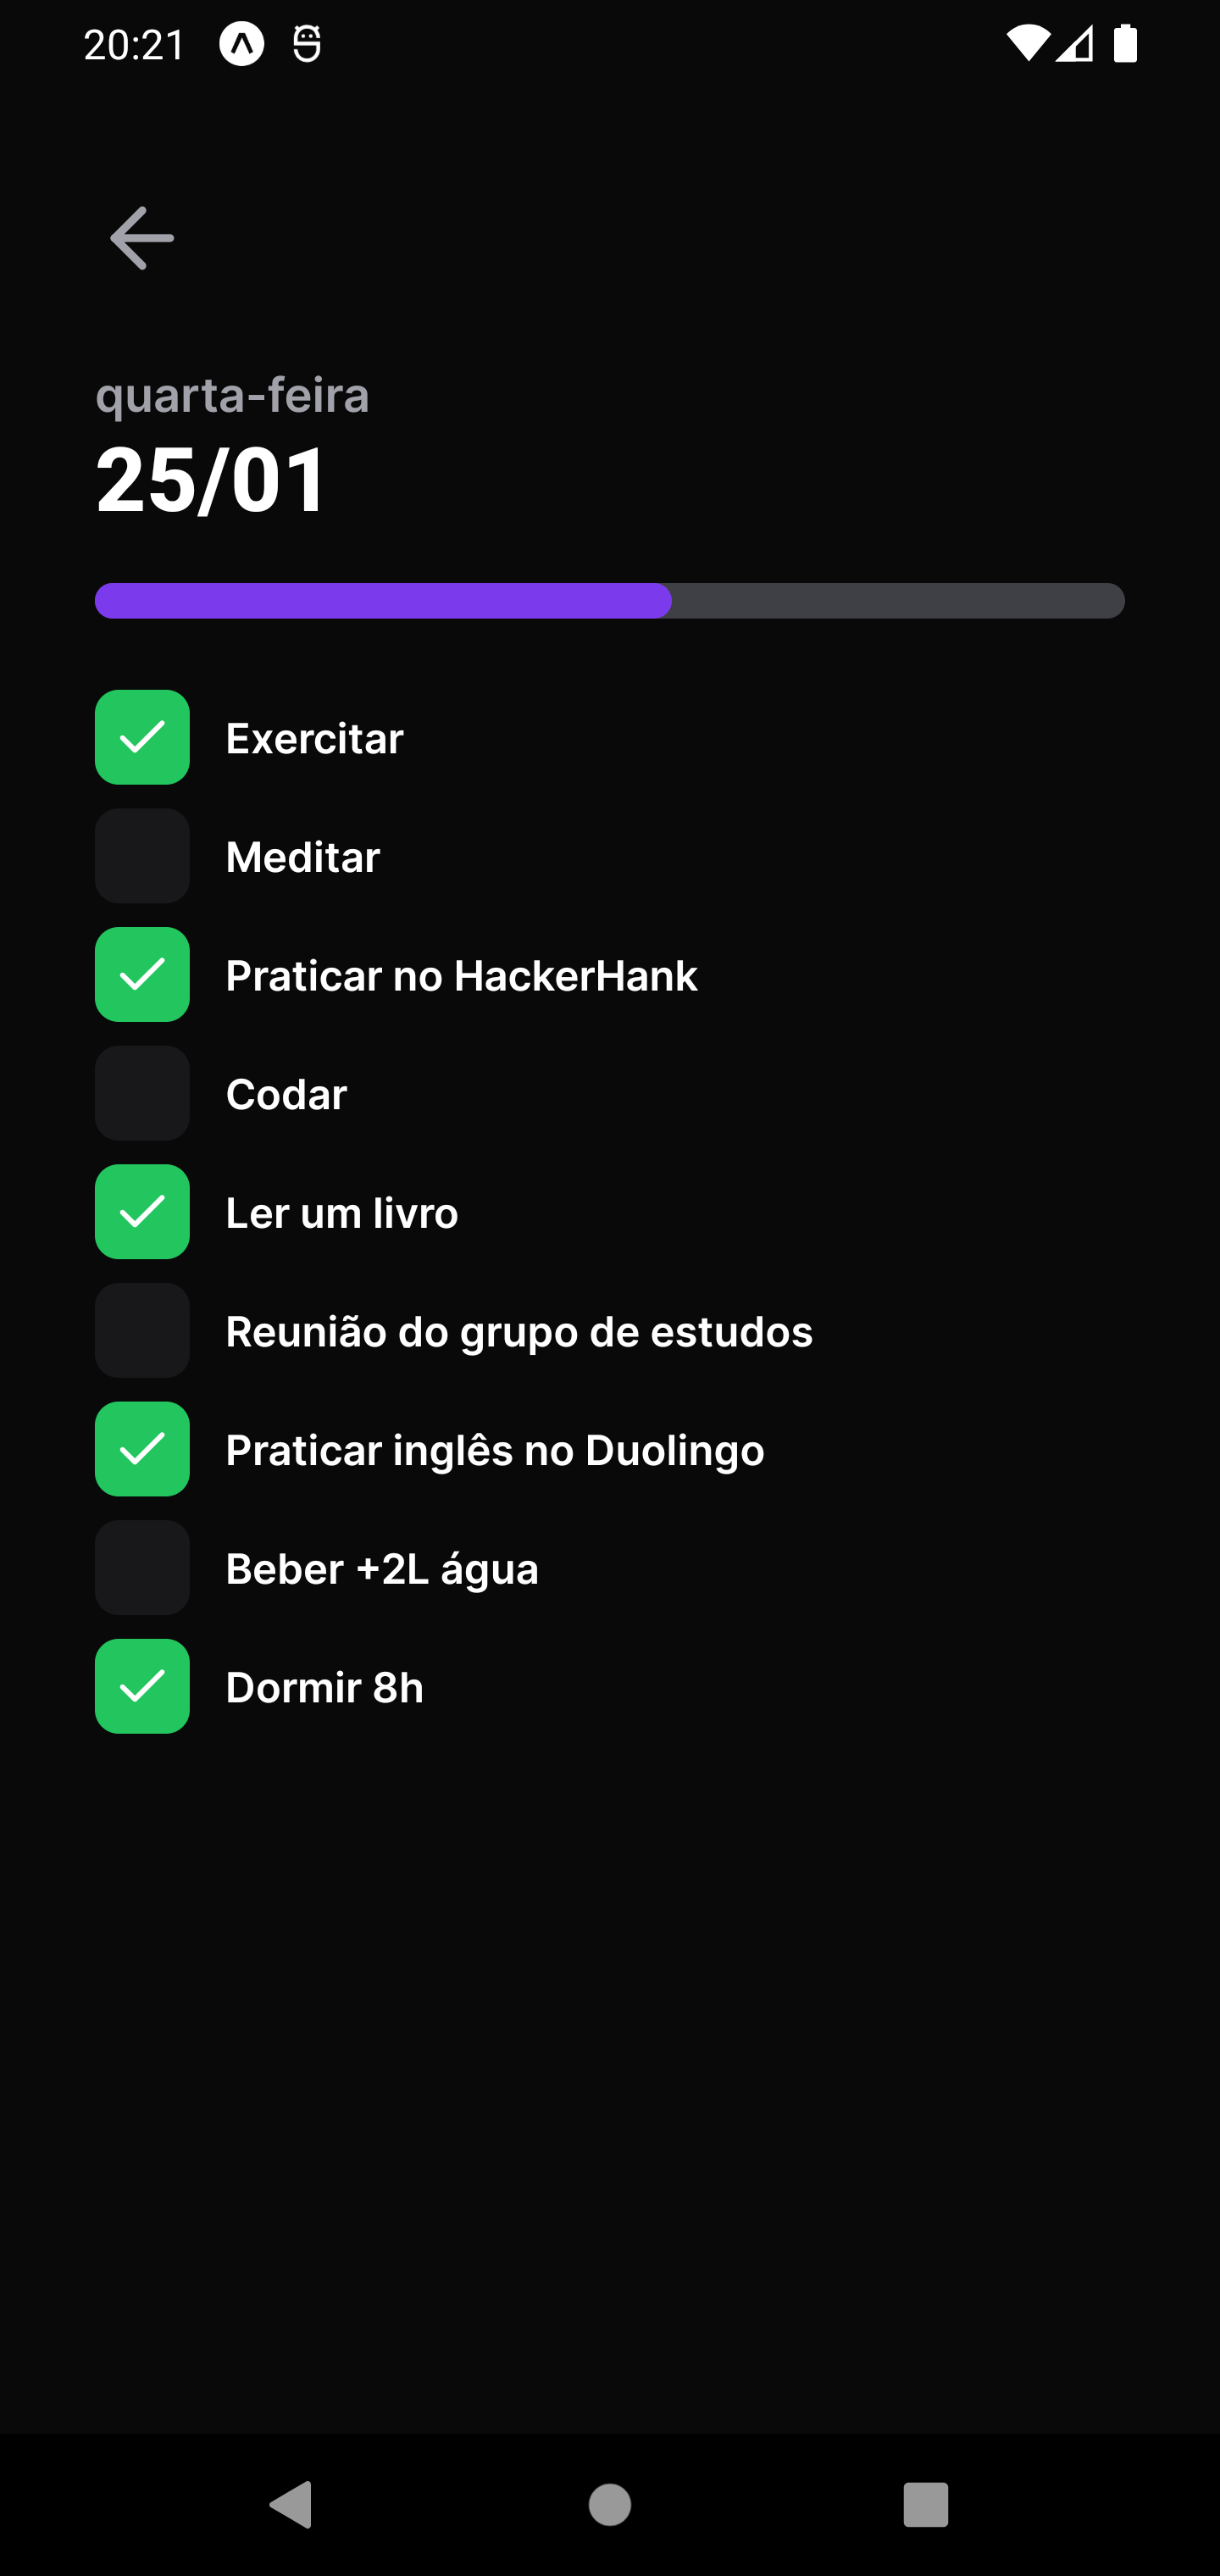 20:21
quarta-feira
25/01
Exercitar
Meditar
Praticar no HackerHank
Codar
Ler um livro
Reunião do grupo de estudos
Praticar inglês no Duolingo
Beber +2L água
Dormir 8h